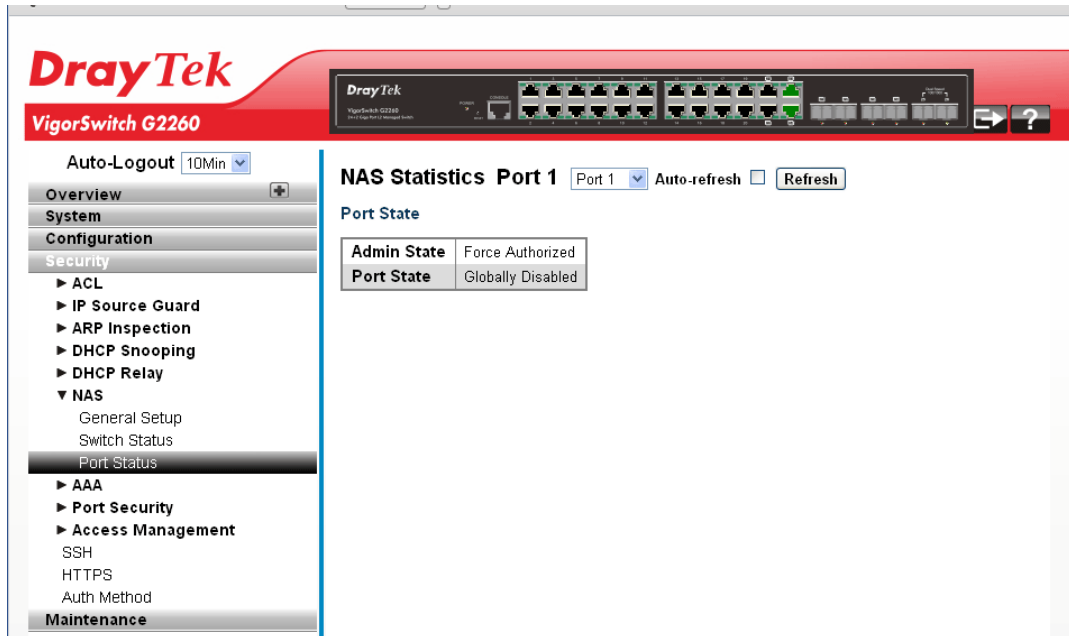 DrayTek
VigorSwitch G2260
DrayTek
VigorSwitch G2260
POWER
CONSOLE
Auto-Logout 10Min
Overview
System
Configuration
Security
► ACL
► IP Source Guard
► ARP Inspection
► DHCP Snooping
► DHCP Relay
▼ NAS
General Setup
Switch Status
Port Status
► AAA
► Port Security
► Access Management
SSH
HTTPS
Auth Method
Maintenance
NAS Statistics Port 1 Port 1 Auto-refresh Refresh
Port State
Admin State Force Authorized
Port State Globally Disabled